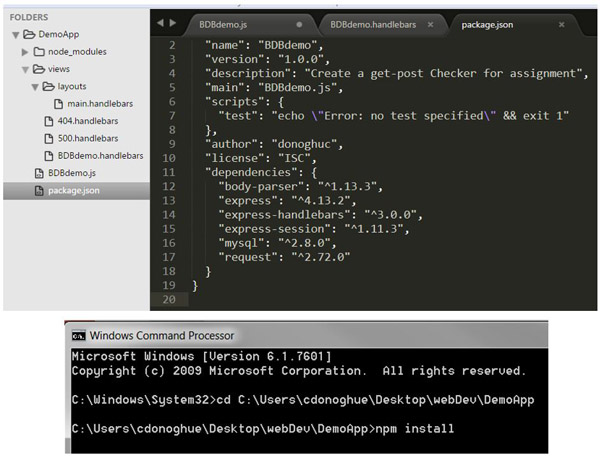 FOLDERS
DemoApp
node_modules
views
layouts
main.handlebars
404.handlebars
500.handlebars
BDBdemo.handlebars
BDBdemo.js
package.json
BDBdemo.js
BDBdemo.handlebars
package.json
2 "name": "BDBdemo",
3 "version": "1.0.0",
4 "description": "Create a get-post Checker for assignment",
5 "main": "BDBdemo.js",
6 "scripts": {
7 "test": "echo \"Error: no test specified\" && exit 1"
8 },
9 "author": "donoghuc",
10 "license": "ISC",
11 "dependencies": {
12 "body-parser": "^1.13.3",
13 "express": "^4.13.2",
14 "express-handlebars": "^3.0.0",
15 "express-session": "^1.11.3",
16 "mysql": "^2.8.0",
17 "request": "^2.72.0"
18 }
19 }
20
Windows Command Processor
Microsoft Windows [Version 6.1.7601]
Copyright (c) 2009 Microsoft Corporation. All rights reserved.
C:\Windows\System32>cd C:\Users\cdonoghue\Desktop\webDev\DemoApp
C:\Users\cdonoghue\Desktop\webDev\DemoApp>npm install